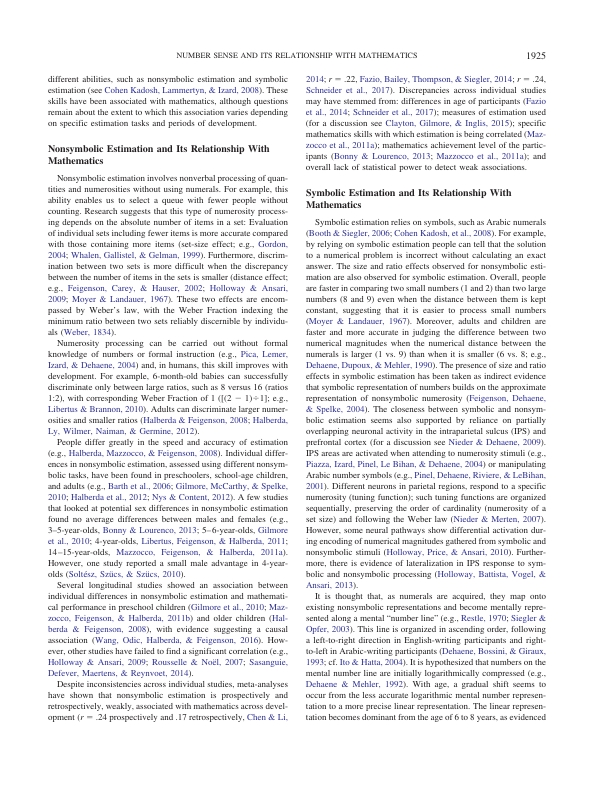 NUMBER SENSE AND ITS RELATIONSHIP WITH MATHEMATICS
1925
different abilities, such as nonsymbolic estimation and symbolic
estimation (see Cohen Kadosh, Lammertyn, & Izard, 2008). These
skills have been associated with mathematics, although questions
remain about the extent to which this association varies depending
on specific estimation tasks and periods of development.
Nonsymbolic Estimation and Its Relationship With
Mathematics
Nonsymbolic estimation involves nonverbal processing of quan-
tities and numerosities without using numerals. For example, this
ability enables us to select a queue with fewer people without
counting. Research suggests that this type of numerosity process-
ing depends on the absolute number of items in a set: Evaluation
of individual sets including fewer items is more accurate compared
with those containing more items (set-size effect; e.g., Gordon,
2004; Whalen, Gallistel, & Gelman, 1999). Furthermore, discrim-
ination between two sets is more difficult when the discrepancy
between the number of items in the sets is smaller (distance effect;
e.g., Feigenson, Carey, & Hauser, 2002; Holloway & Ansari,
2009; Moyer & Landauer, 1967). These two effects are encom-
passed by Weber's law, with the Weber Fraction indexing the
minimum ratio between two sets reliably discernible by individu-
als (Weber, 1834).
Numerosity processing can be carried out without formal
knowledge of numbers or formal instruction (e.g., Pica, Lemer,
Izard, & Dehaene, 2004) and, in humans, this skill improves with
development. For example, 6-month-old babies can successfully
discriminate only between large ratios, such as 8 versus 16 (ratios
1:2), with corresponding Weber Fraction of 1 ([(2 − 1)÷1]; e.g.,
Libertus & Brannon, 2010). Adults can discriminate larger numer-
osities and smaller ratios (Halberda & Feigenson, 2008; Halberda,
Ly, Wilmer, Naiman, & Germine, 2012).
People differ greatly in the speed and accuracy of estimation
(e.g., Halberda, Mazzocco, & Feigenson, 2008). Individual differ-
ences in nonsymbolic estimation, assessed using different nonsym-
bolic tasks, have been found in preschoolers, school-age children,
and adults (e.g., Barth et al., 2006; Gilmore, McCarthy, & Spelke,
2010; Halberda et al., 2012; Nys & Content, 2012). A few studies
that looked at potential sex differences in nonsymbolic estimation
found no average differences between males and females (e.g.,
3–5-year-olds, Bonny & Lourenco, 2013; 5–6-year-olds, Gilmore
et al., 2010; 4-year-olds, Libertus, Feigenson, & Halberda, 2011;
14–15-year-olds, Mazzocco, Feigenson, & Halberda, 2011a).
However, one study reported a small male advantage in 4-year-
olds (Soltész, Szücs, & Szücs, 2010).
Several longitudinal studies showed an association between
individual differences in nonsymbolic estimation and mathemati-
cal performance in preschool children (Gilmore et al., 2010; Maz-
zocco, Feigenson, & Halberda, 2011b) and older children (Hal-
berda & Feigenson, 2008), with evidence suggesting a causal
association (Wang, Odic, Halberda, & Feigenson, 2016). How-
ever, other studies have failed to find a significant correlation (e.g.,
Holloway & Ansari, 2009; Rousselle & Noël, 2007; Sasanguie,
Defever, Maertens, & Reynvoet, 2014).
Despite inconsistencies across individual studies, meta-analyses
have shown that nonsymbolic estimation is prospectively and
retrospectively, weakly, associated with mathematics across devel-
opment (r = .24 prospectively and .17 retrospectively, Chen & Li,
2014; r = .22, Fazio, Bailey, Thompson, & Siegler, 2014; r = .24,
Schneider et al., 2017). Discrepancies across individual studies
may have stemmed from: differences in age of participants (Fazio
et al., 2014; Schneider et al., 2017); measures of estimation used
(for a discussion see Clayton, Gilmore, & Inglis, 2015); specific
mathematics skills with which estimation is being correlated (Maz-
zocco et al., 2011a); mathematics achievement level of the partic-
ipants (Bonny & Lourenco, 2013; Mazzocco et al., 2011a); and
overall lack of statistical power to detect weak associations.
Symbolic Estimation and Its Relationship With
Mathematics
Symbolic estimation relies on symbols, such as Arabic numerals
(Booth & Siegler, 2006; Cohen Kadosh, et al., 2008). For example,
by relying on symbolic estimation people can tell that the solution
to a numerical problem is incorrect without calculating an exact
answer. The size and ratio effects observed for nonsymbolic esti-
mation are also observed for symbolic estimation. Overall, people
are faster in comparing two small numbers (1 and 2) than two large
numbers (8 and 9) even when the distance between them is kept
constant, suggesting that it is easier to process small numbers
(Moyer & Landauer, 1967). Moreover, adults and children are
faster and more accurate in judging the difference between two
numerical magnitudes when the numerical distance between the
numerals is larger (1 vs. 9) than when it is smaller (6 vs. 8; e.g.,
Dehaene, Dupoux, & Mehler, 1990). The presence of size and ratio
effects in symbolic estimation has been taken as indirect evidence
that symbolic representation of numbers builds on the approximate
representation of nonsymbolic numerosity (Feigenson, Dehaene,
& Spelke, 2004). The closeness between symbolic and nonsym-
bolic estimation seems also supported by reliance on partially
overlapping neuronal activity in the intraparietal sulcus (IPS) and
prefrontal cortex (for a discussion see Nieder & Dehaene, 2009).
IPS areas are activated when attending to numerosity stimuli (e.g.,
Piazza, Izard, Pinel, Le Bihan, & Dehaene, 2004) or manipulating
Arabic number symbols (e.g., Pinel, Dehaene, Riviere, & LeBihan,
2001). Different neurons in parietal regions, respond to a specific
numerosity (tuning function); such tuning functions are organized
sequentially, preserving the order of cardinality (numerosity of a
set size) and following the Weber law (Nieder & Merten, 2007).
However, some neural pathways show differential activation dur-
ing encoding of numerical magnitudes gathered from symbolic and
nonsymbolic stimuli (Holloway, Price, & Ansari, 2010). Further-
more, there is evidence of lateralization in IPS response to sym-
bolic and nonsymbolic processing (Holloway, Battista, Vogel, &
Ansari, 2013).
It is thought that, as numerals are acquired, they map onto
existing nonsymbolic representations and become mentally repre-
sented along a mental "number line" (e.g., Restle, 1970; Siegler &
Opfer, 2003). This line is organized in ascending order, following
a left-to-right direction in English-writing participants and right-
to-left in Arabic-writing participants (Dehaene, Bossini, & Giraux,
1993; cf. Ito & Hatta, 2004). It is hypothesized that numbers on the
mental number line are initially logarithmically compressed (e.g.,
Dehaene & Mehler, 1992). With age, a gradual shift seems to
occur from the less accurate logarithmic mental number represen-
tation to a more precise linear representation. The linear represen-
tation becomes dominant from the age of 6 to 8 years, as evidenced